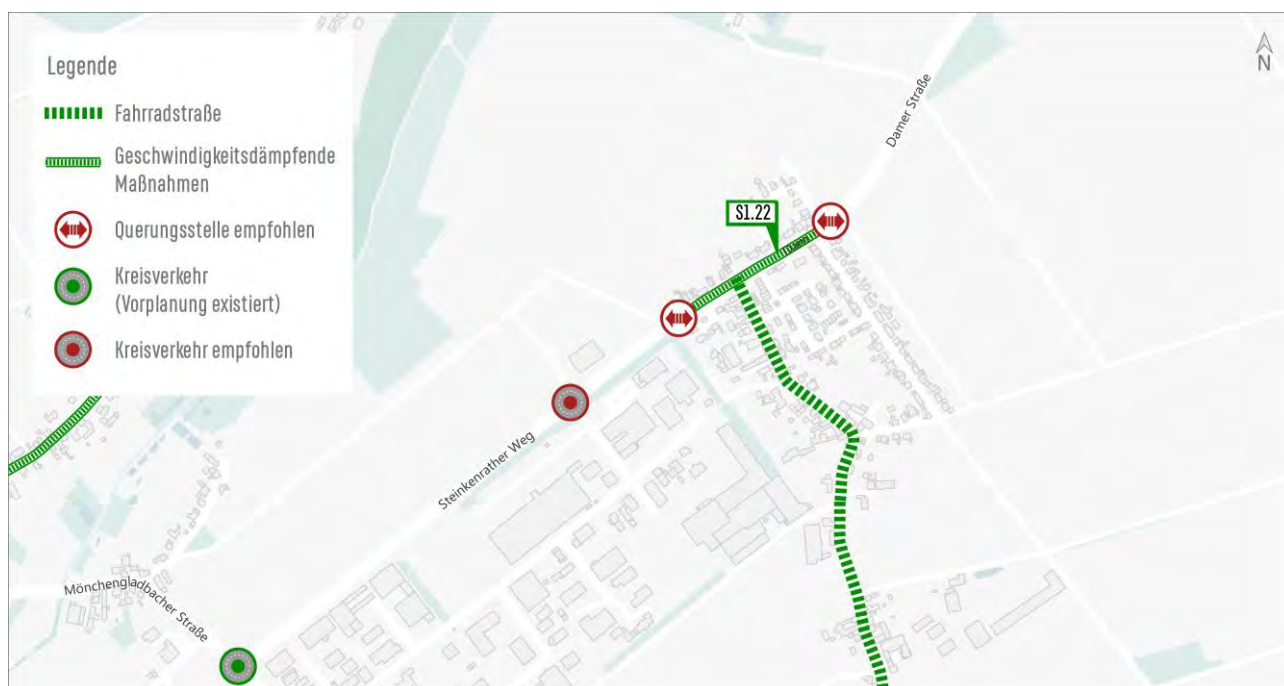 Legende
Fahrradstraße
Geschwindigkeitsdämpfende
Maßnahmen
Querungsstelle empfohlen
Kreisverkehr
(Vorplanung existiert)
Kreisverkehr empfohlen
N
Damer Straße
S1.22
Steinkenrather Weg
Mönchengladbacher Straße